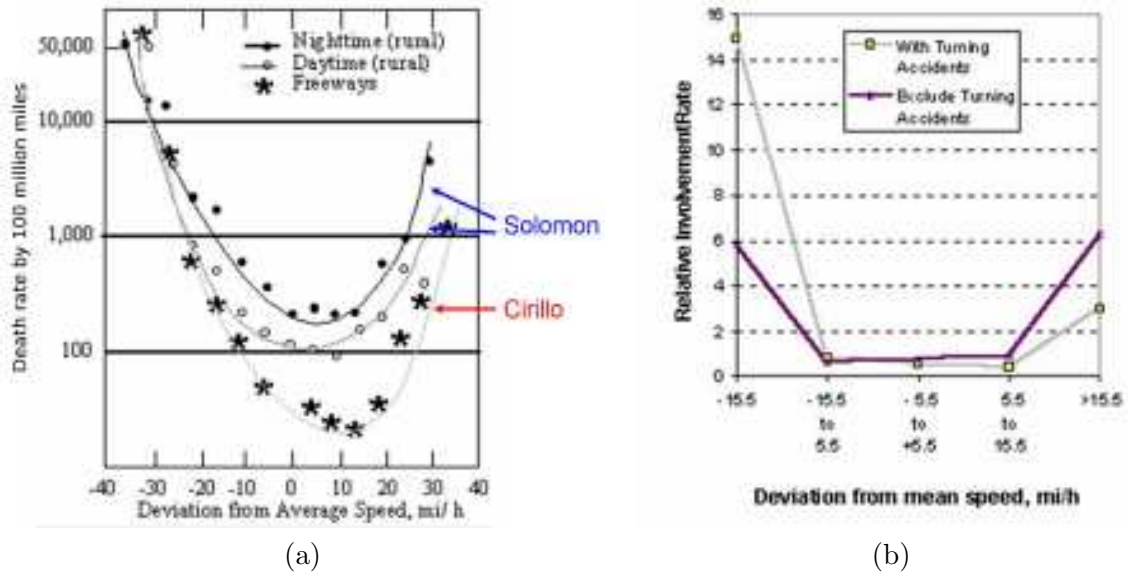 Death rate by 100 million miles
50,000
10,000
1,000
100
Nighttime (rural)
Daytime (rural)
Freeways
Solomon
Cirillo
-40 -30 -20 -10 0 10 20 30 40
Deviation from Average Speed, mi/ h
(a)
Relative InvolvementRate
16
14
12
10
8
6
4
2
0
With Turning
Accidents
Exclude Turning
Accidents
-15.5 - 15.5 - 5.5 5.5 >15.5
to to to
5.5 +5.5 15.5
Deviation from mean speed, mi/h
(b)